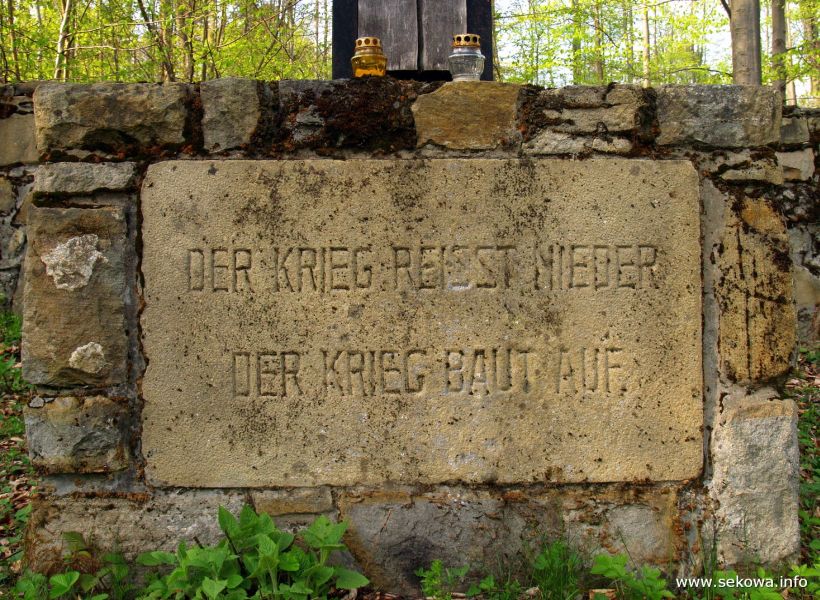 DER KRIEG REISST NIEDER
DER KRIEG BAUT AUF.
www.sekowa.info